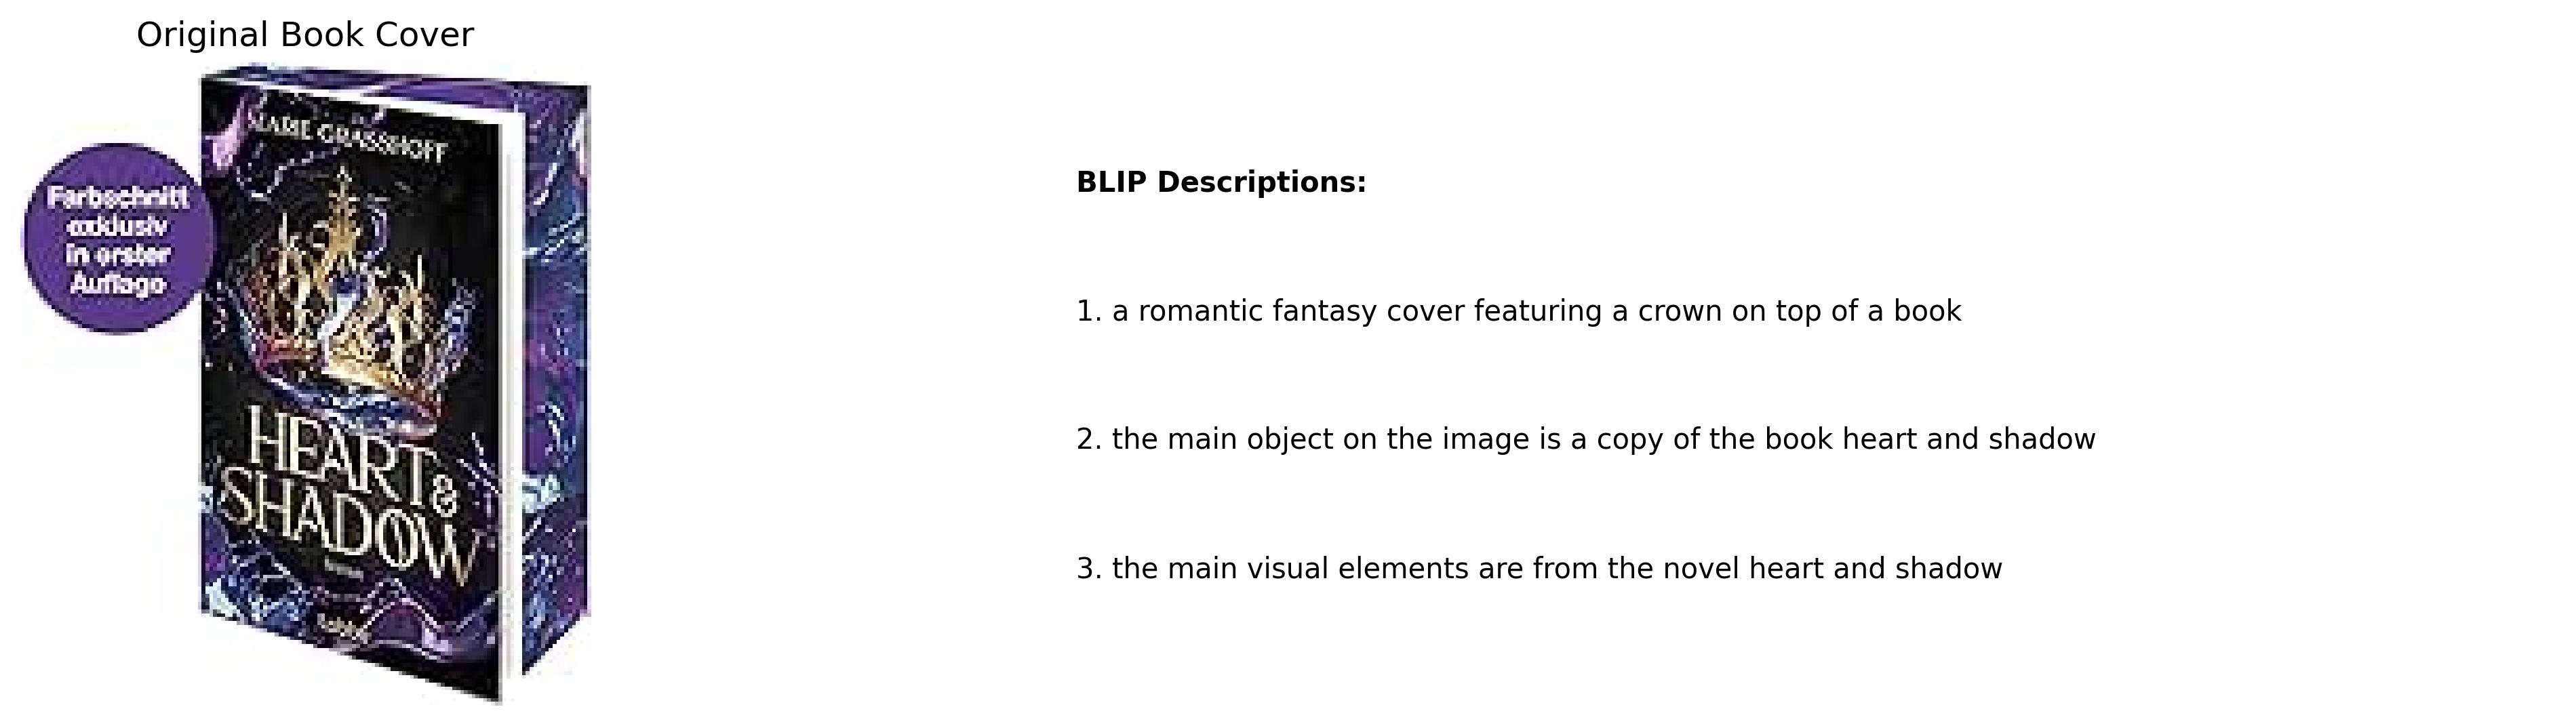 Original Book Cover
MARIE GRASSHOFF
Farbschnitt
exklusiv
in erster
Auflage
HEART &
SHADOW
BLIP Descriptions:
1. a romantic fantasy cover featuring a crown on top of a book
2. the main object on the image is a copy of the book heart and shadow
3. the main visual elements are from the novel heart and shadow